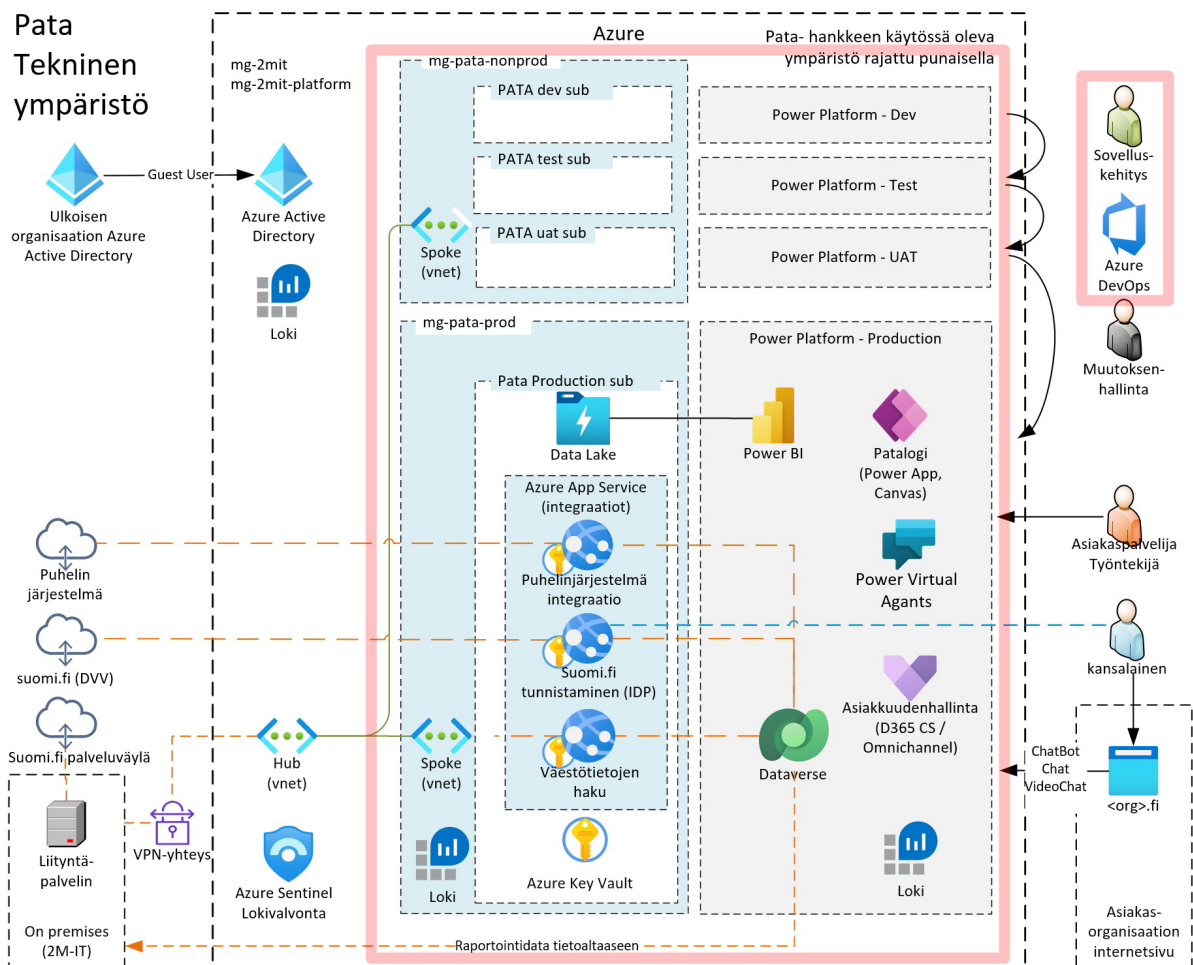 Pata
Tekninen
ympäristö
Azure
Pata- hankkeen käytössä oleva
ympäristö rajattu punaisella
mg-2mit
mg-2mit-platform
mg-pata-nonprod
PATA dev sub
PATA test sub
PATA uat sub
Spoke
(vnet)
Power Platform - Dev
Power Platform - Test
Power Platform - UAT
Sovellus-
kehitys
Azure
DevOps
Muutoksen-
hallinta
Guest User
Ulkoisen
organisaation Azure
Active Directory
Azure Active
Directory
Loki
mg-pata-prod
Pata Production sub
Data Lake
Azure App Service
(integraatiot)
Puhelinjärjestelmä
integraatio
Suomi.fi
tunnistaminen (IDP)
Väestötietojen
haku
Azure Key Vault
Spoke
(vnet)
Loki
Power Platform - Production
Power BI
Patalogi
(Power App,
Canvas)
Power Virtual
Agants
Asiakkuudenhallinta
(D365 CS /
Omnichannel)
Dataverse
Loki
Puhelin
järjestelmä
suomi.fi (DVV)
Suomi.fi palveluväylä
Liityntä-
palvelin
On premises
(2M-IT)
VPN-yhteys
Hub
(vnet)
Azure Sentinel
Lokivalvonta
Raportointidata tietoaltaaseen
Asiakaspalvelija
Työntekijä
kansalainen
ChatBot
Chat
VideoChat
<org>.fi
Asiakas-
organisaation
internetsivu